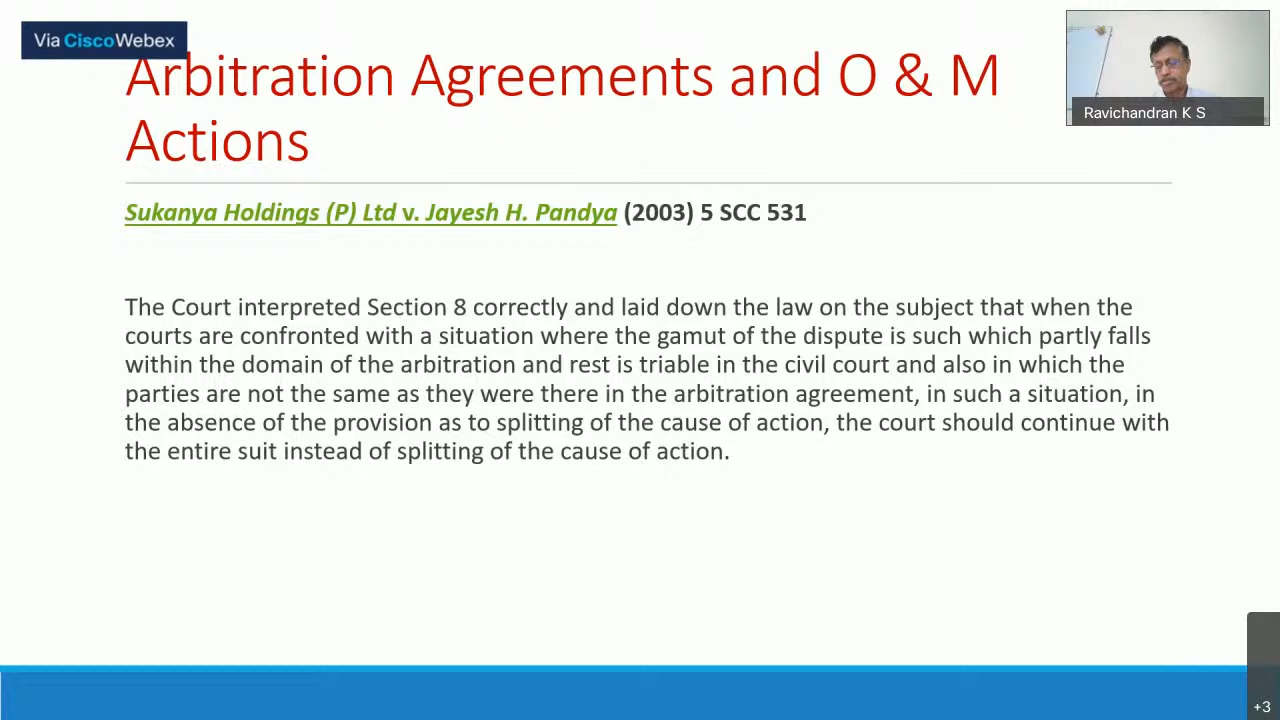 Via CiscoWebex
Arbitration Agreements and O & M
Actions
Ravichandran K S
Sukanya Holdings (P) Ltd v. Jayesh H. Pandya (2003) 5 SCC 531
The Court interpreted Section 8 correctly and laid down the law on the subject that when the
courts are confronted with a situation where the gamut of the dispute is such which partly falls
within the domain of the arbitration and rest is triable in the civil court and also in which the
parties are not the same as they were there in the arbitration agreement, in such a situation, in
the absence of the provision as to splitting of the cause of action, the court should continue with
the entire suit instead of splitting of the cause of action.
+3